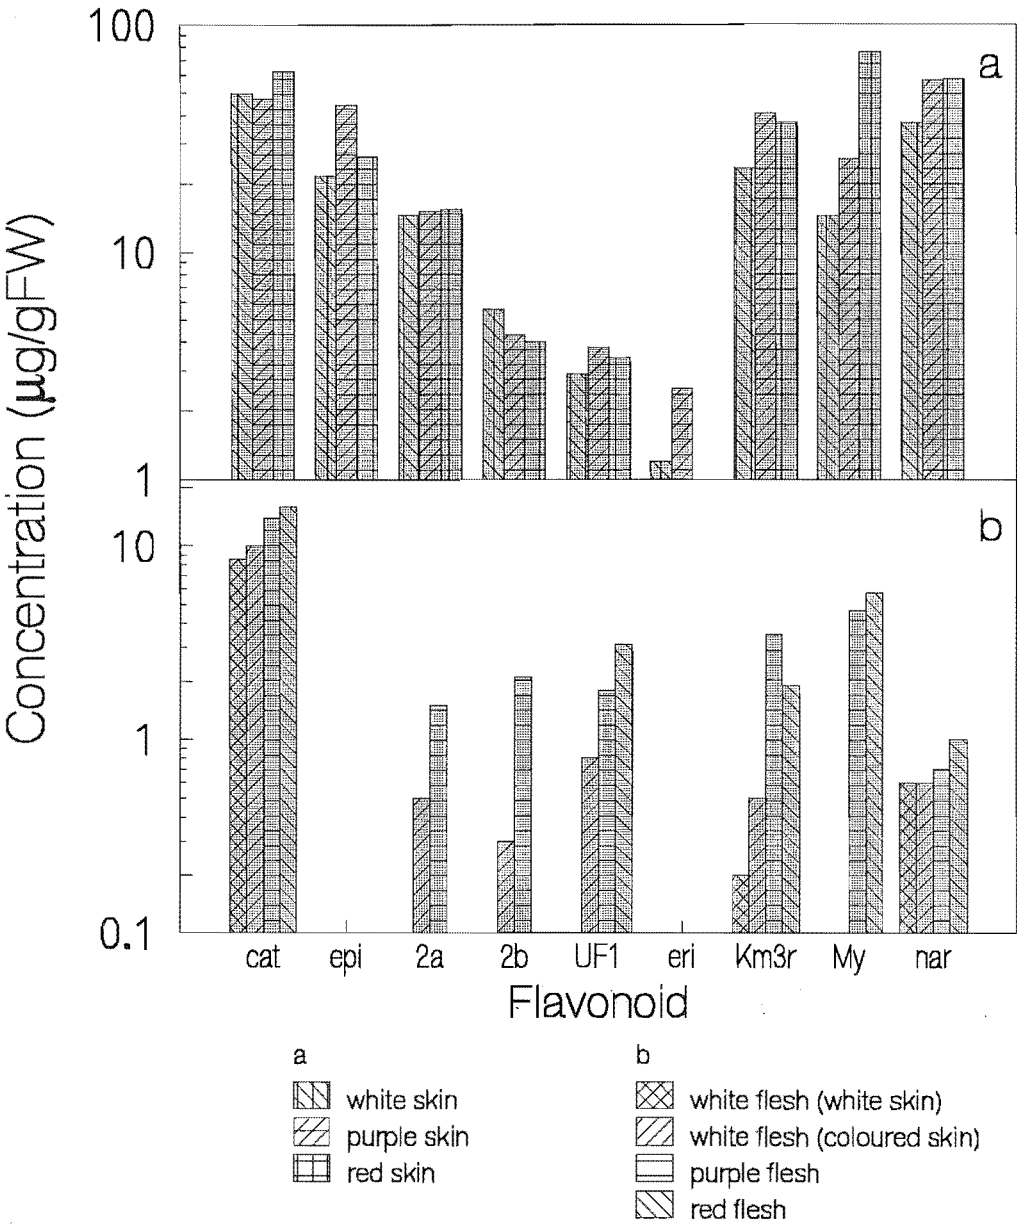 100
a
10
1
b
10
1
0.1
Concentration (µg/gFW)
cat epi 2a 2b UF1 eri Km3r My nar
Flavonoid
a
white skin
purple skin
red skin
b
white flesh (white skin)
white flesh (coloured skin)
purple flesh
red flesh